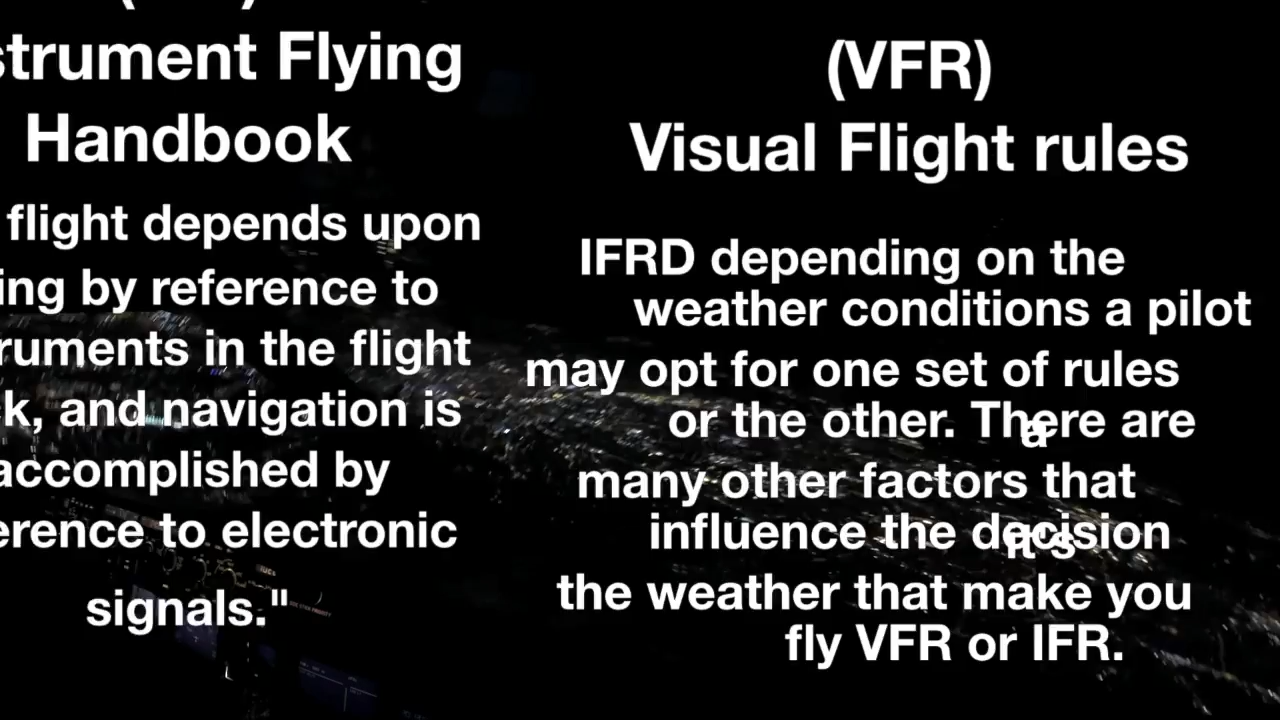 strument Flying
Handbook
flight depends upon
ing by reference to
ruments in the flight
ck, and navigation is
accomplished by
erence to electronic
signals."
(VFR)
Visual Flight rules
IFRD depending on the
weather conditions a pilot
may opt for one set of rules
or the other. There are
a
many other factors that
influence the decision
it's
the weather that make you
fly VFR or IFR.